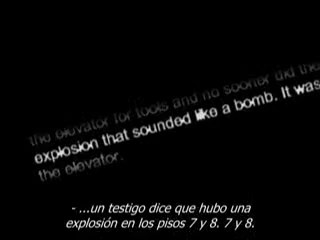 the elevator for tools and no sooner did the
explosion that sounded like a bomb. It was
the elevator.
- ...un testigo dice que hubo una
explosión en los pisos 7 y 8. 7 y 8.